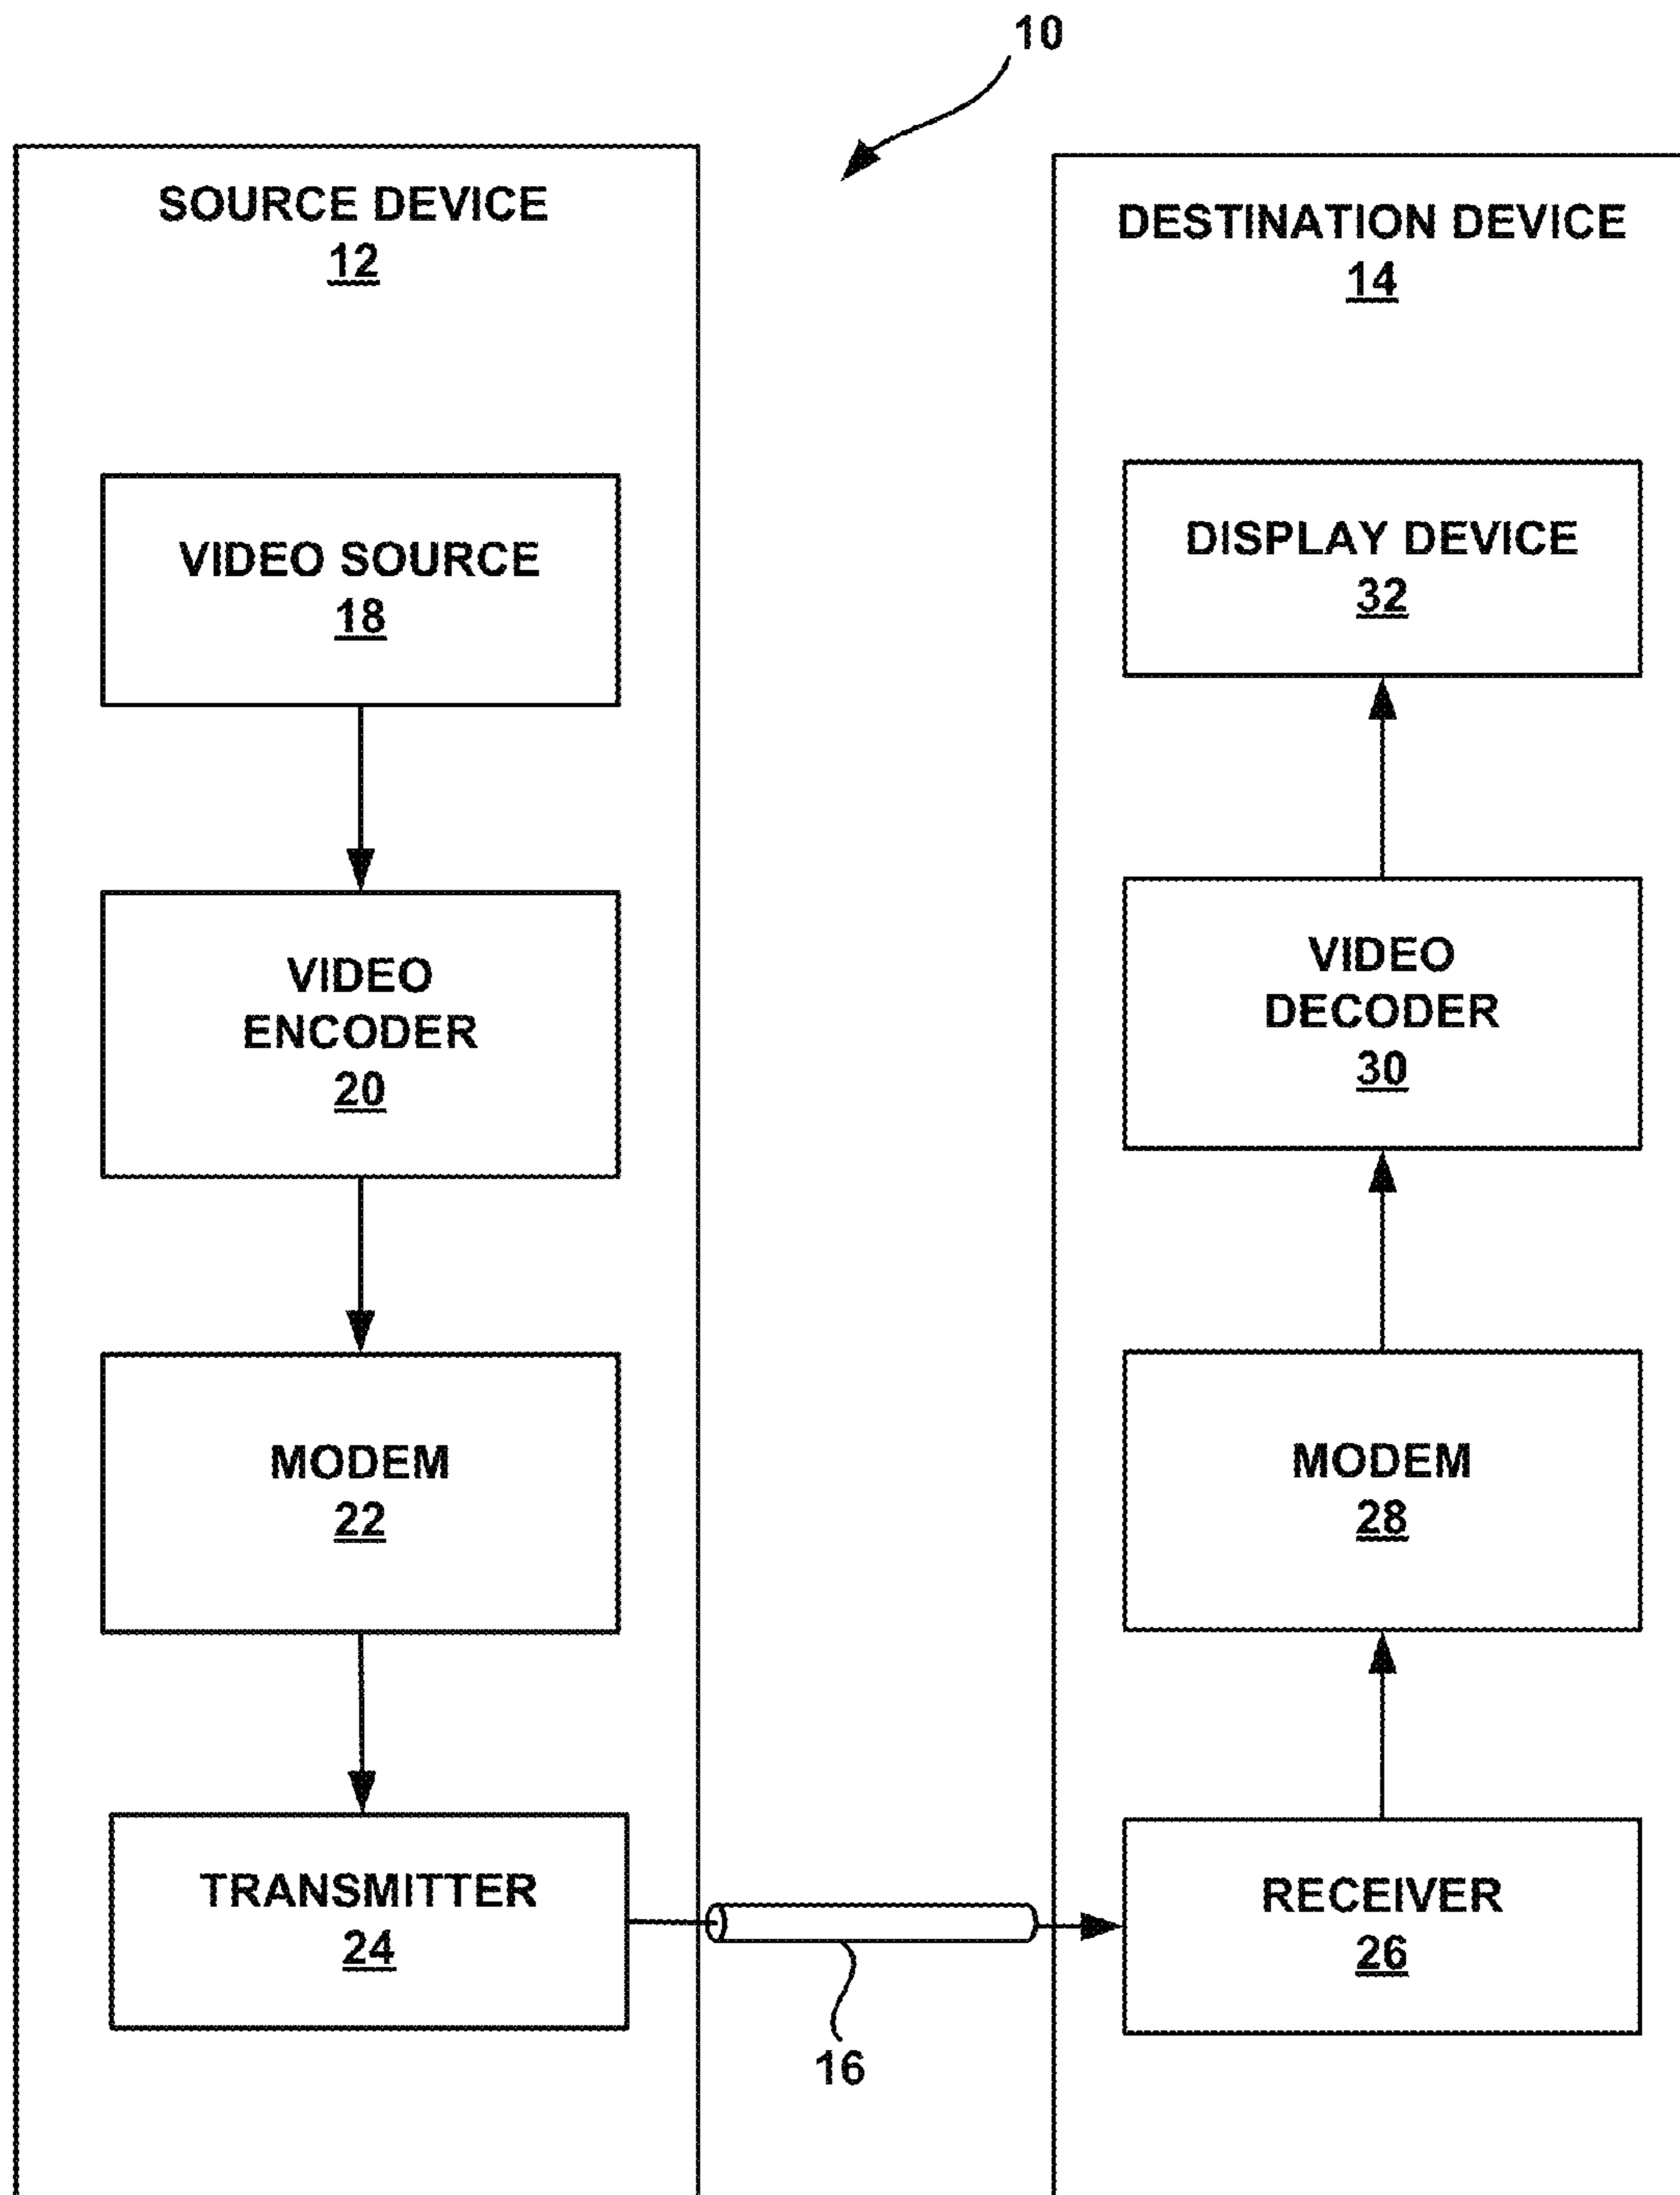 10
SOURCE DEVICE
12
VIDEO SOURCE
18
VIDEO
ENCODER
20
MODEM
22
TRANSMITTER
24
16
DESTINATION DEVICE
14
DISPLAY DEVICE
32
VIDEO
DECODER
30
MODEM
28
RECEIVER
26